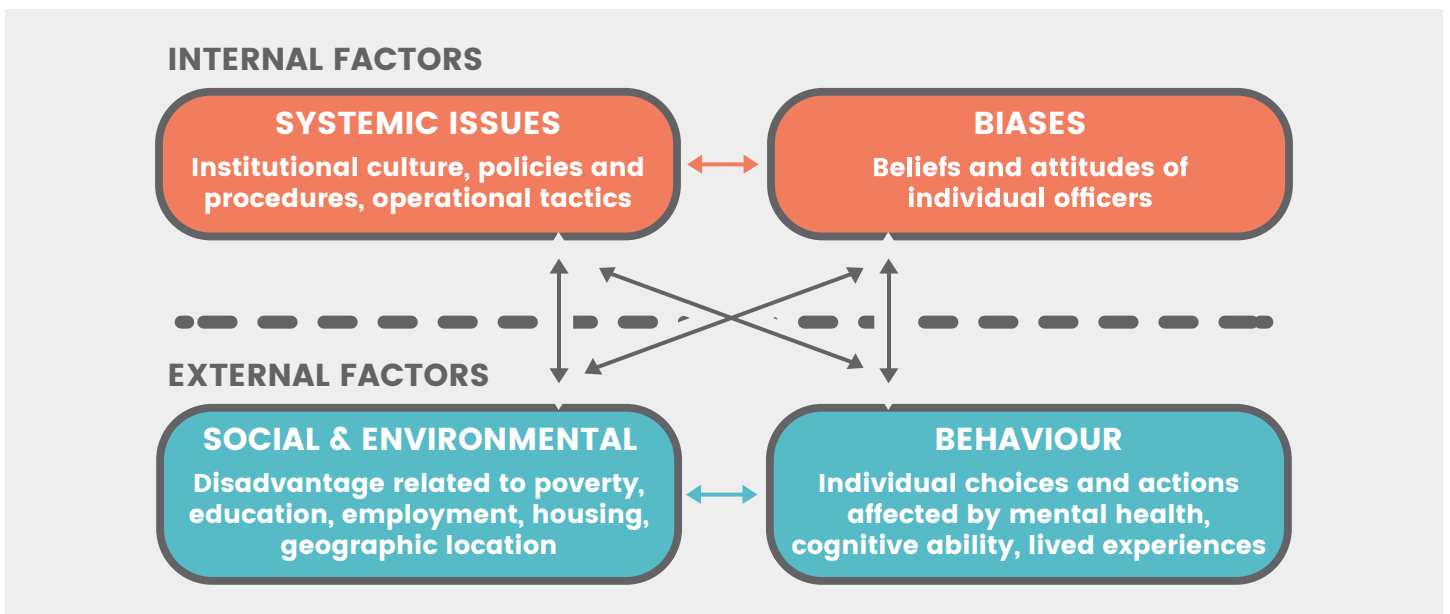 INTERNAL FACTORS
SYSTEMIC ISSUES
Institutional culture, policies and
procedures, operational tactics
BIASES
Beliefs and attitudes of
individual officers
EXTERNAL FACTORS
SOCIAL & ENVIRONMENTAL
Disadvantage related to poverty,
education, employment, housing,
geographic location
BEHAVIOUR
Individual choices and actions
affected by mental health,
cognitive ability, lived experiences